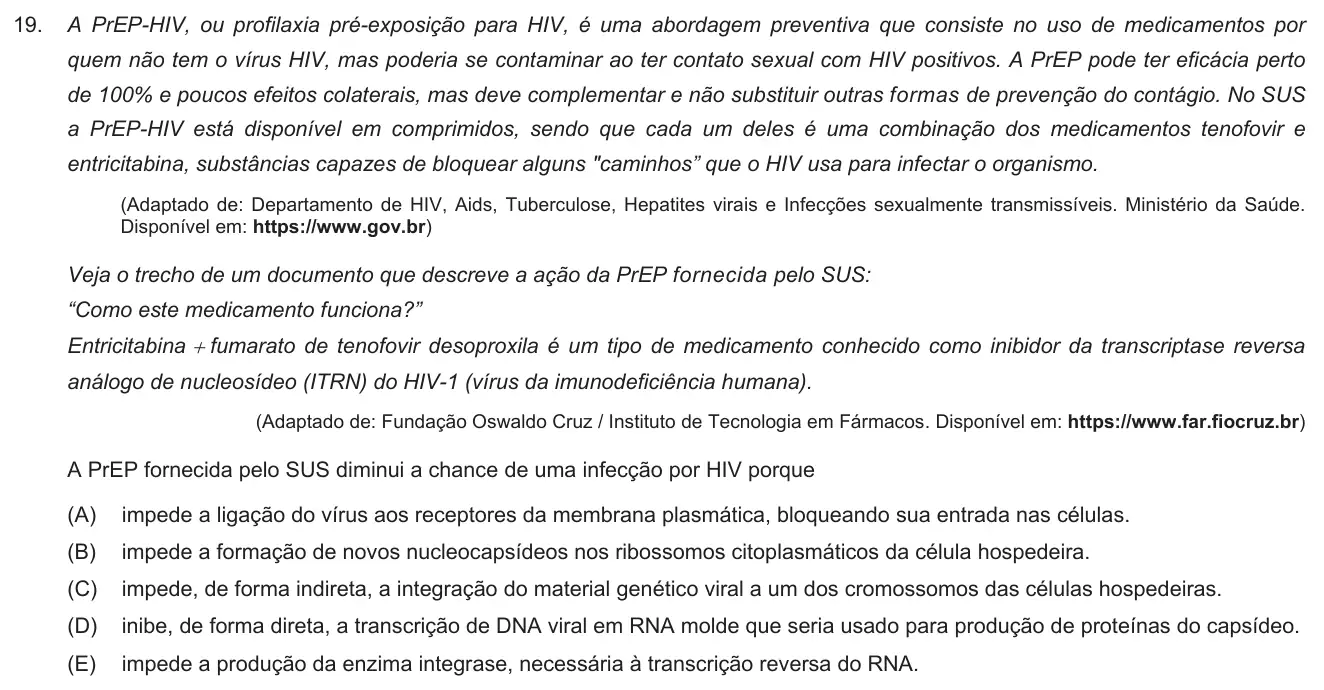 19. A PrEP-HIV, ou profilaxia pré-exposição para HIV, é uma abordagem preventiva que consiste no uso de medicamentos por
quem não tem o vírus HIV, mas poderia se contaminar ao ter contato sexual com HIV positivos. A PrEP pode ter eficácia perto
de 100% e poucos efeitos colaterais, mas deve complementar e não substituir outras formas de prevenção do contágio. No SUS
a PrEP-HIV está disponível em comprimidos, sendo que cada um deles é uma combinação dos medicamentos tenofovir e
entricitabina, substâncias capazes de bloquear alguns "caminhos” que o HIV usa para infectar o organismo.
(Adaptado de: Departamento de HIV, Aids, Tuberculose, Hepatites virais e Infecções sexualmente transmissíveis. Ministério da Saúde.
Disponível em: https://www.gov.br)
Veja o trecho de um documento que descreve a ação da PrEP fornecida pelo SUS:
“Como este medicamento funciona?”
Entricitabina + fumarato de tenofovir desoproxila é um tipo de medicamento conhecido como inibidor da transcriptase reversa
análogo de nucleosídeo (ITRN) do HIV-1 (vírus da imunodeficiência humana).
(Adaptado de: Fundação Oswaldo Cruz / Instituto de Tecnologia em Fármacos. Disponível em: https://www.far.fiocruz.br)
A PrEP fornecida pelo SUS diminui a chance de uma infecção por HIV porque
(A) impede a ligação do vírus aos receptores da membrana plasmática, bloqueando sua entrada nas células.
(B) impede a formação de novos nucleocapsídeos nos ribossomos citoplasmáticos da célula hospedeira.
(C) impede, de forma indireta, a integração do material genético viral a um dos cromossomos das células hospedeiras.
(D) inibe, de forma direta, a transcrição de DNA viral em RNA molde que seria usado para produção de proteínas do capsídeo.
(E) impede a produção da enzima integrase, necessária à transcrição reversa do RNA.